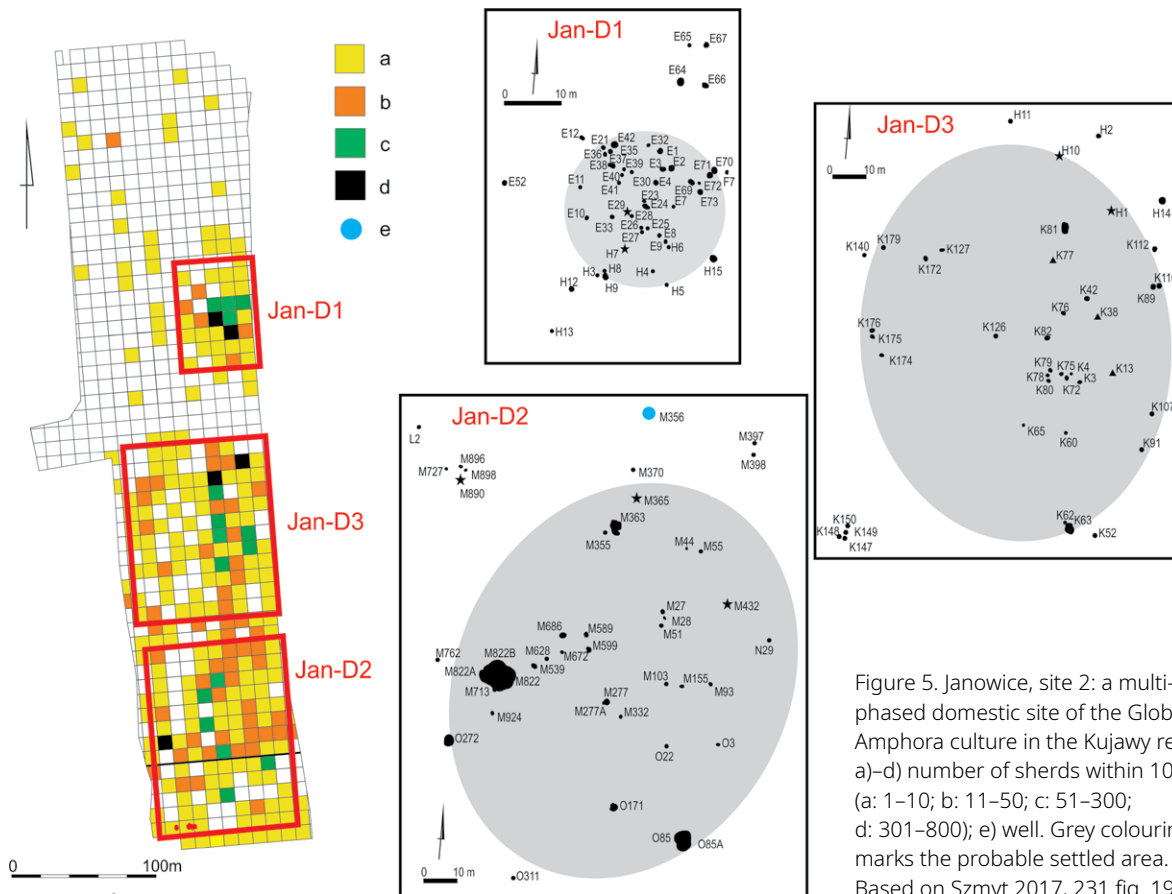 a
b
c
d
e
Jan-D1
Jan-D3
Jan-D2
0 100m
Jan-D1
0 10 m
E65 E67
E64
E66
E12 E21 E42 E32
E36 E35 E1
E37 E39 E3 E2 E71 E70
E38 E72 F7
E52 E11 E40 E30 E4 E69
E41 E73
E23
E29 E24 E7
E10 E28
E33 E26 E25
E27 E8
E9 H6
H7
H3 H8 H4 H15
H12 H9 H5
H13
Jan-D2
M356
L2
M397
M896 M398
M727 M898 M370
M890 M365
M363
M355 M44 M55
M27 M432
M28
M686 M589 M51
M822B M599 N29
M762 M628 M672
M822A M539
M822 M103 M155 M93
M713 M277
M277A M332
M924
O272 O22 O3
O171
O85 O85A
O311
0 10 m
Jan-D3
H11
H2
H10
0 10 m
H14
H1
K81
K140 K179 K127 K112
K172 K77
K42 K89
K76 K38
K176 K126
K175 K82
K174 K79 K75 K4 K13
K78 K3
K80 K72
K107
K65 K60
K91
K62
K150 K63
K148 K149 K52
K147
Figure 5. Janowice, site 2: a multi-
phased domestic site of the Glob
Amphora culture in the Kujawy re
a)–d) number of sherds within 10
(a: 1–10; b: 11–50; c: 51–300;
d: 301–800); e) well. Grey colourin
marks the probable settled area.
Based on Szmyt 2017, 231 fig. 19